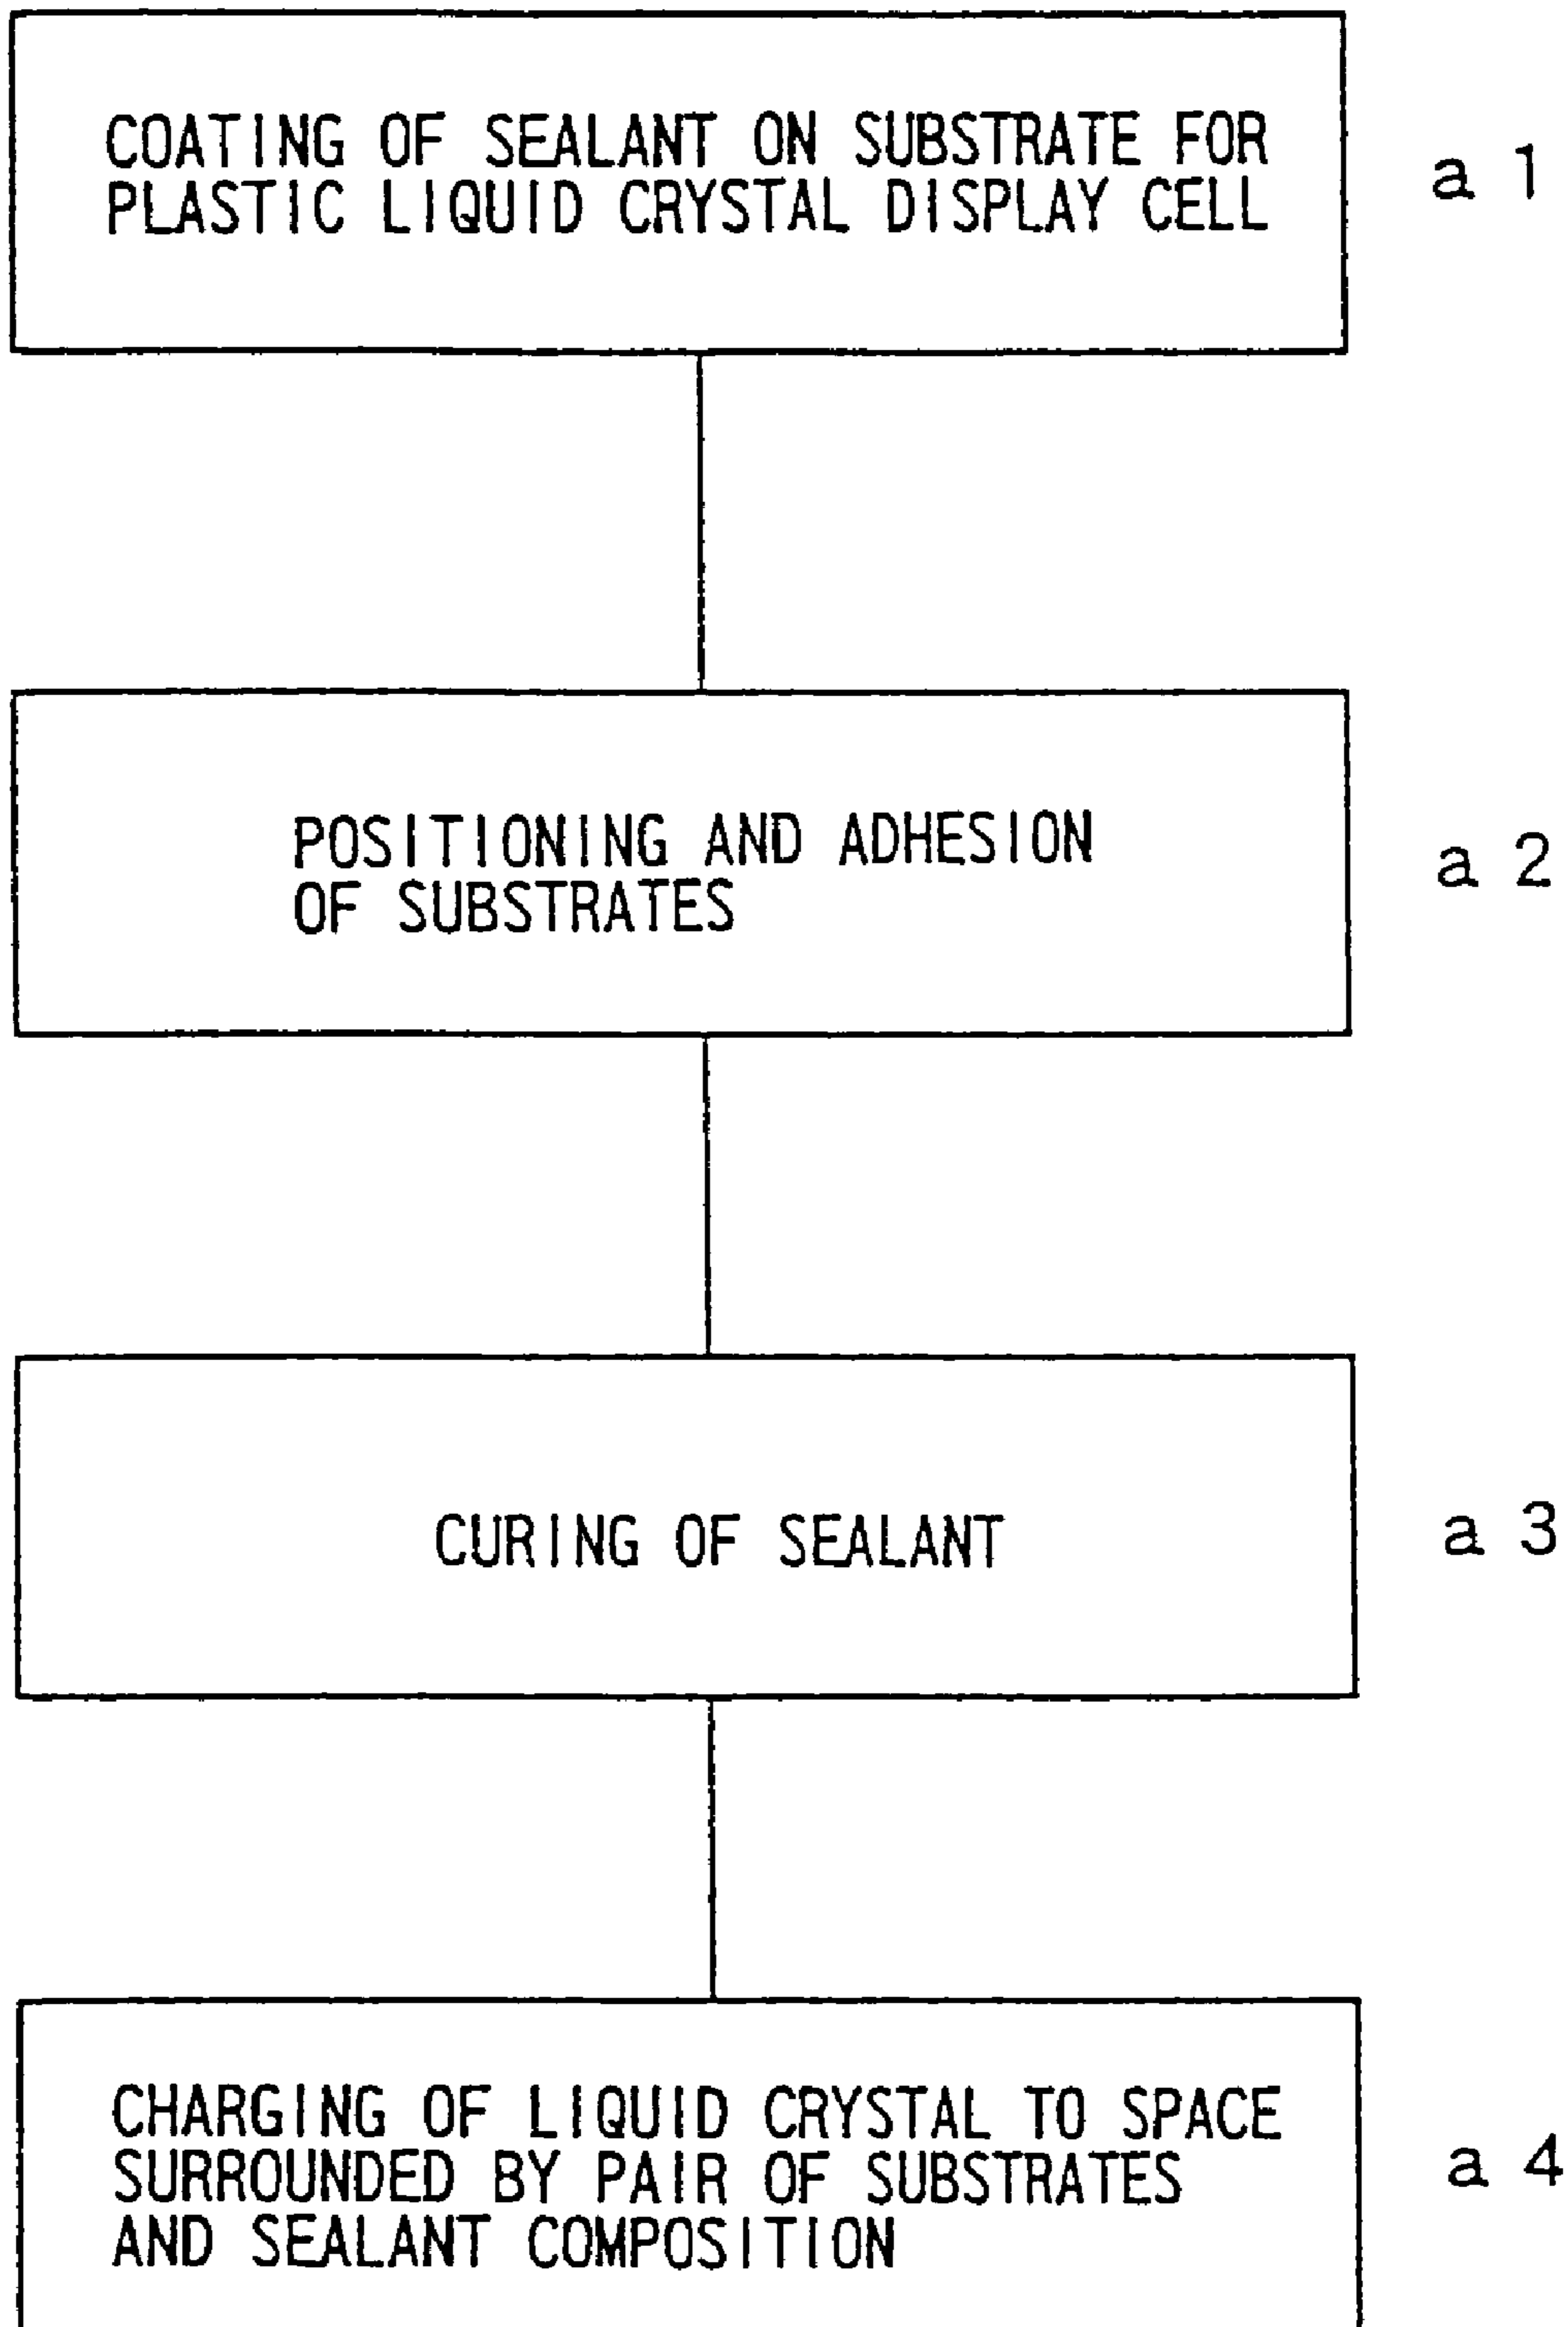 COATING OF SEALANT ON SUBSTRATE FOR
PLASTIC LIQUID CRYSTAL DISPLAY CELL
a 1
POSITIONING AND ADHESION
OF SUBSTRATES
a 2
CURING OF SEALANT
a 3
CHARGING OF LIQUID CRYSTAL TO SPACE
SURROUNDED BY PAIR OF SUBSTRATES
AND SEALANT COMPOSITION
a 4